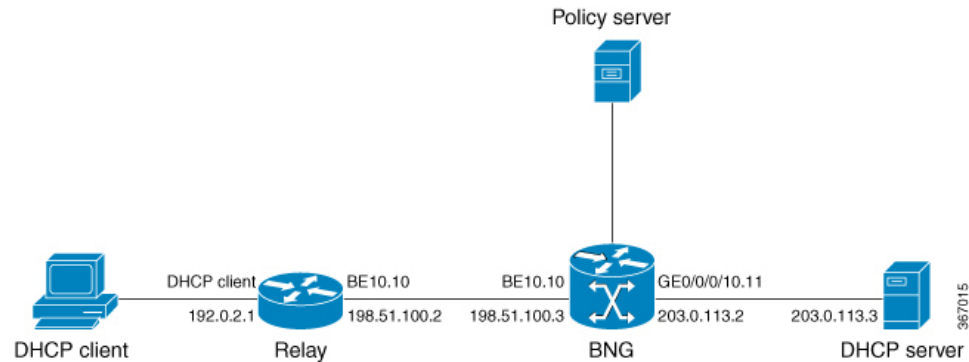 Policy server
DHCP client
BE10.10
BE10.10
GE0/0/0/10.11
192.0.2.1
198.51.100.2
198.51.100.3
203.0.113.2
203.0.113.3
DHCP client
Relay
BNG
DHCP server
367015